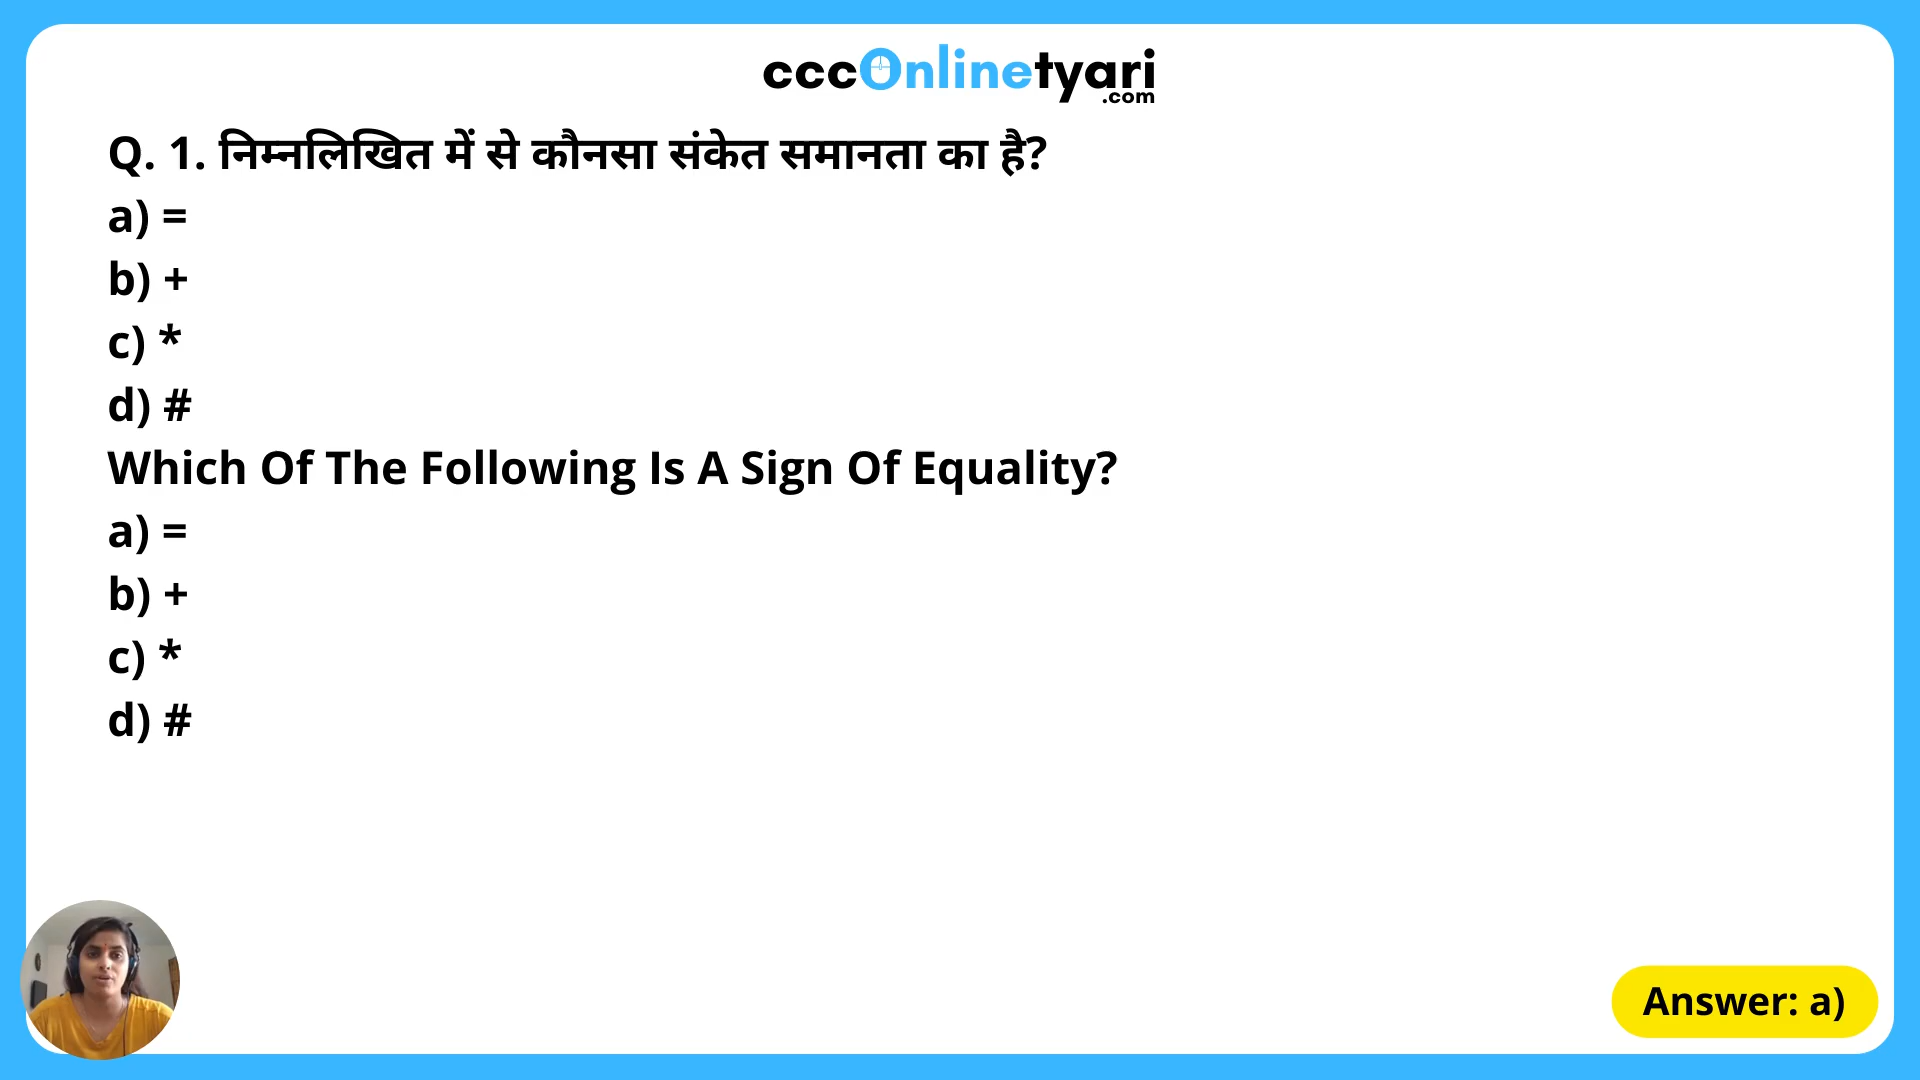 cccOnlinetyari
.com
Q. 1. निम्नलिखित में से कौनसा संकेत समानता का है?
a) =
b) +
c) *
d) #
Which Of The Following Is A Sign Of Equality?
a) =
b) +
c) *
d) #
Answer: a)